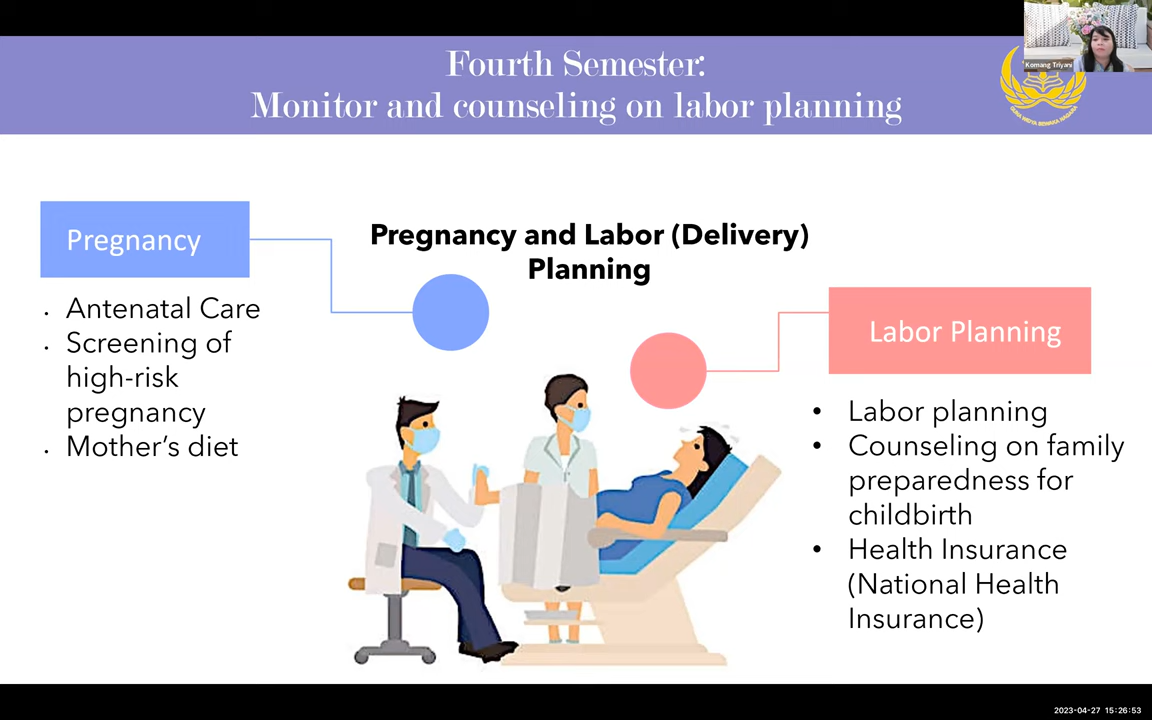 Fourth Semester:
Monitor and counseling on labor planning
Kemang Triyani
Pregnancy
• Antenatal Care
• Screening of
high-risk
pregnancy
• Mother’s diet
Pregnancy and Labor (Delivery)
Planning
Labor Planning
• Labor planning
• Counseling on family
preparedness for
childbirth
• Health Insurance
(National Health
Insurance)
2023-04-27 15:26:53